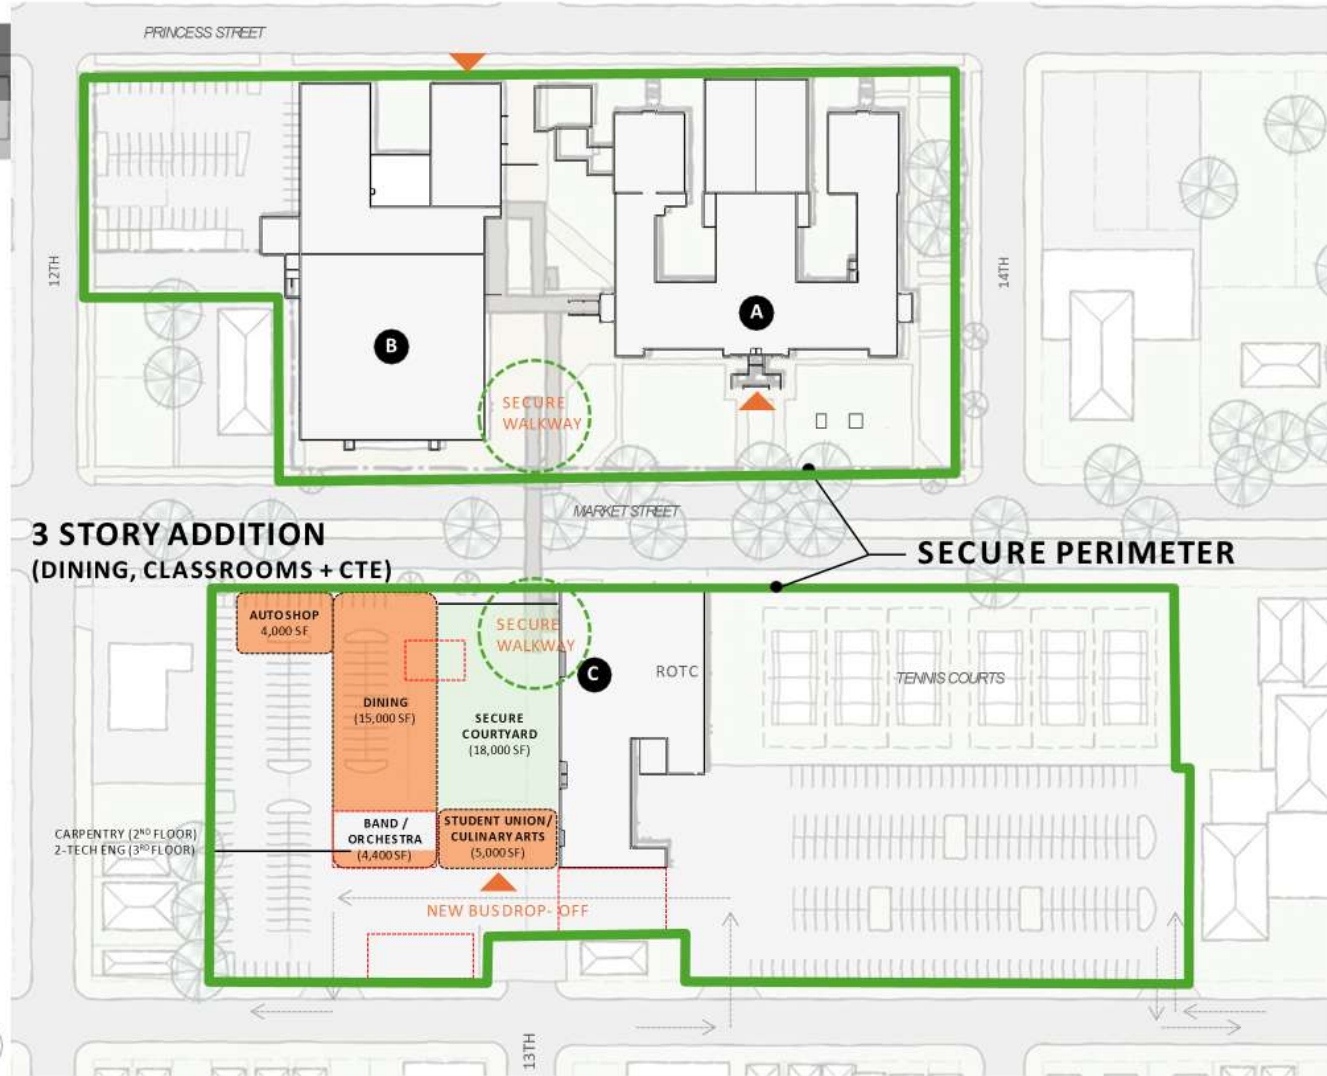 PRINCESS STREET
12TH
14TH
A
B
SECURE
WALKWAY
MARKET STREET
3 STORY ADDITION
(DINING, CLASSROOMS + CTE)
SECURE PERIMETER
AUTO SHOP
4,000 SF
SECURE
WALKWAY
C
ROTC
TENNIS COURTS
DINING
(15,000 SF)
SECURE
COURTYARD
(18,000 SF)
BAND /
ORCHESTRA
(4,400 SF)
STUDENT UNION/
CULINARY ARTS
(5,000 SF)
CARPENTRY (2ND FLOOR)
2-TECH ENG (3RD FLOOR)
NEW BUS DROP- OFF
13TH